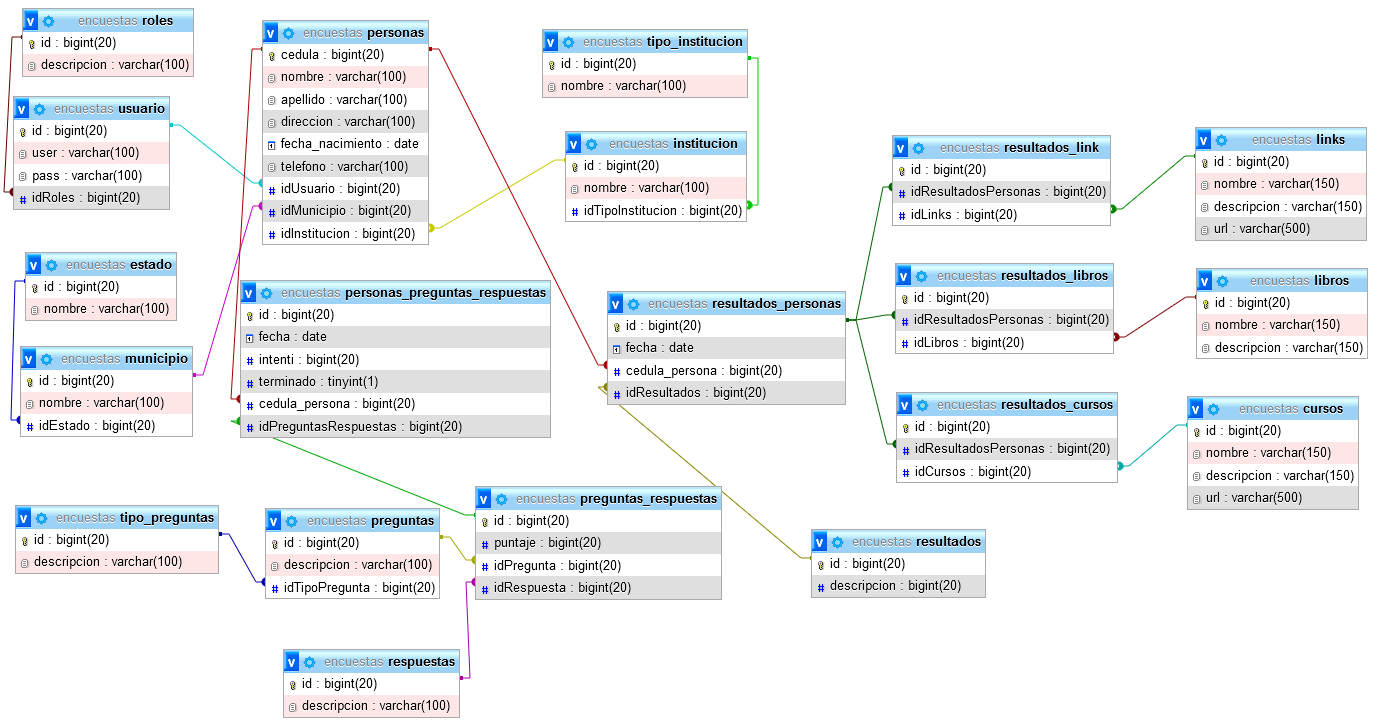 v encuestas roles
id : bigint(20)
descripcion : varchar(100)
v encuestas usuario
id : bigint(20)
user : varchar(100)
pass : varchar(100)
# idRoles : bigint(20)
v encuestas estado
id : bigint(20)
nombre : varchar(100)
v encuestas municipio
id : bigint(20)
nombre : varchar(100)
# idEstado : bigint(20)
v encuestas tipo_preguntas
id : bigint(20)
descripcion : varchar(100)
v encuestas personas
cedula : bigint(20)
nombre : varchar(100)
apellido : varchar(100)
direccion : varchar(100)
fecha_nacimiento : date
telefono : varchar(100)
# idUsuario : bigint(20)
# idMunicipio : bigint(20)
# idInstitucion : bigint(20)
v encuestas personas_preguntas_respuestas
id : bigint(20)
fecha : date
# intenti : bigint(20)
# terminado : tinyint(1)
# cedula_persona : bigint(20)
# idPreguntasRespuestas : bigint(20)
v encuestas preguntas
id : bigint(20)
descripcion : varchar(100)
# idTipoPregunta : bigint(20)
v encuestas respuestas
id : bigint(20)
descripcion : varchar(100)
v encuestas preguntas_respuestas
id : bigint(20)
# puntaje : bigint(20)
# idPregunta : bigint(20)
# idRespuesta : bigint(20)
v encuestas tipo_institucion
id : bigint(20)
nombre : varchar(100)
v encuestas institucion
id : bigint(20)
nombre : varchar(100)
# idTipoInstitucion : bigint(20)
v encuestas resultados_personas
id : bigint(20)
fecha : date
# cedula_persona : bigint(20)
# idResultados : bigint(20)
v encuestas resultados
id : bigint(20)
# descripcion : bigint(20)
v encuestas resultados_link
id : bigint(20)
# idResultadosPersonas : bigint(20)
# idLinks : bigint(20)
v encuestas resultados_libros
id : bigint(20)
# idResultadosPersonas : bigint(20)
# idLibros : bigint(20)
v encuestas resultados_cursos
id : bigint(20)
# idResultadosPersonas : bigint(20)
# idCursos : bigint(20)
v encuestas links
id : bigint(20)
nombre : varchar(150)
descripcion : varchar(150)
url : varchar(500)
v encuestas libros
id : bigint(20)
nombre : varchar(150)
descripcion : varchar(150)
v encuestas cursos
id : bigint(20)
nombre : varchar(150)
descripcion : varchar(150)
url : varchar(500)